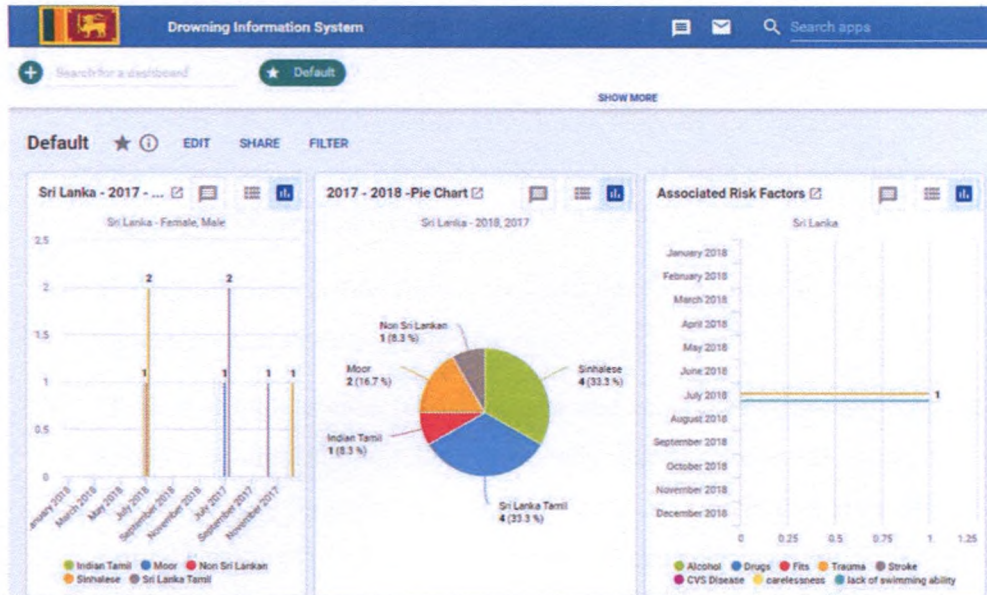 Drowning Information System
Search apps
Search for a dashboard
Default
SHOW MORE
Default
EDIT
SHARE
FILTER
Sri Lanka - 2017 - ...
Sri Lanka - Female, Male
2.5
2
1.5
1
0.5
0
2
2
1
1
1
1
January 2018
March 2018
May 2018
July 2018
September 2018
November 2018
July 2017
September 2017
November 2017
Indian Tamil
Moor
Non Sri Lankan
Sinhalese
Sri Lanka Tamil
2017 - 2018 -Pie Chart
Sri Lanka - 2018, 2017
Non Sri Lankan
1 (8.3 %)
Moor
2 (16.7 %)
Sinhalese
4 (33.3 %)
Indian Tamil
1 (8.3 %)
Sri Lanka Tamil
4 (33.3 %)
Associated Risk Factors
Sri Lanka
January 2018
February 2018
March 2018
April 2018
May 2018
June 2018
July 2018
August 2018
September 2018
October 2018
November 2018
December 2018
1
0
0.25
0.5
0.75
1
1.25
Alcohol
Drugs
Fits
Trauma
Stroke
CVS Disease
carelessness
lack of swimming ability